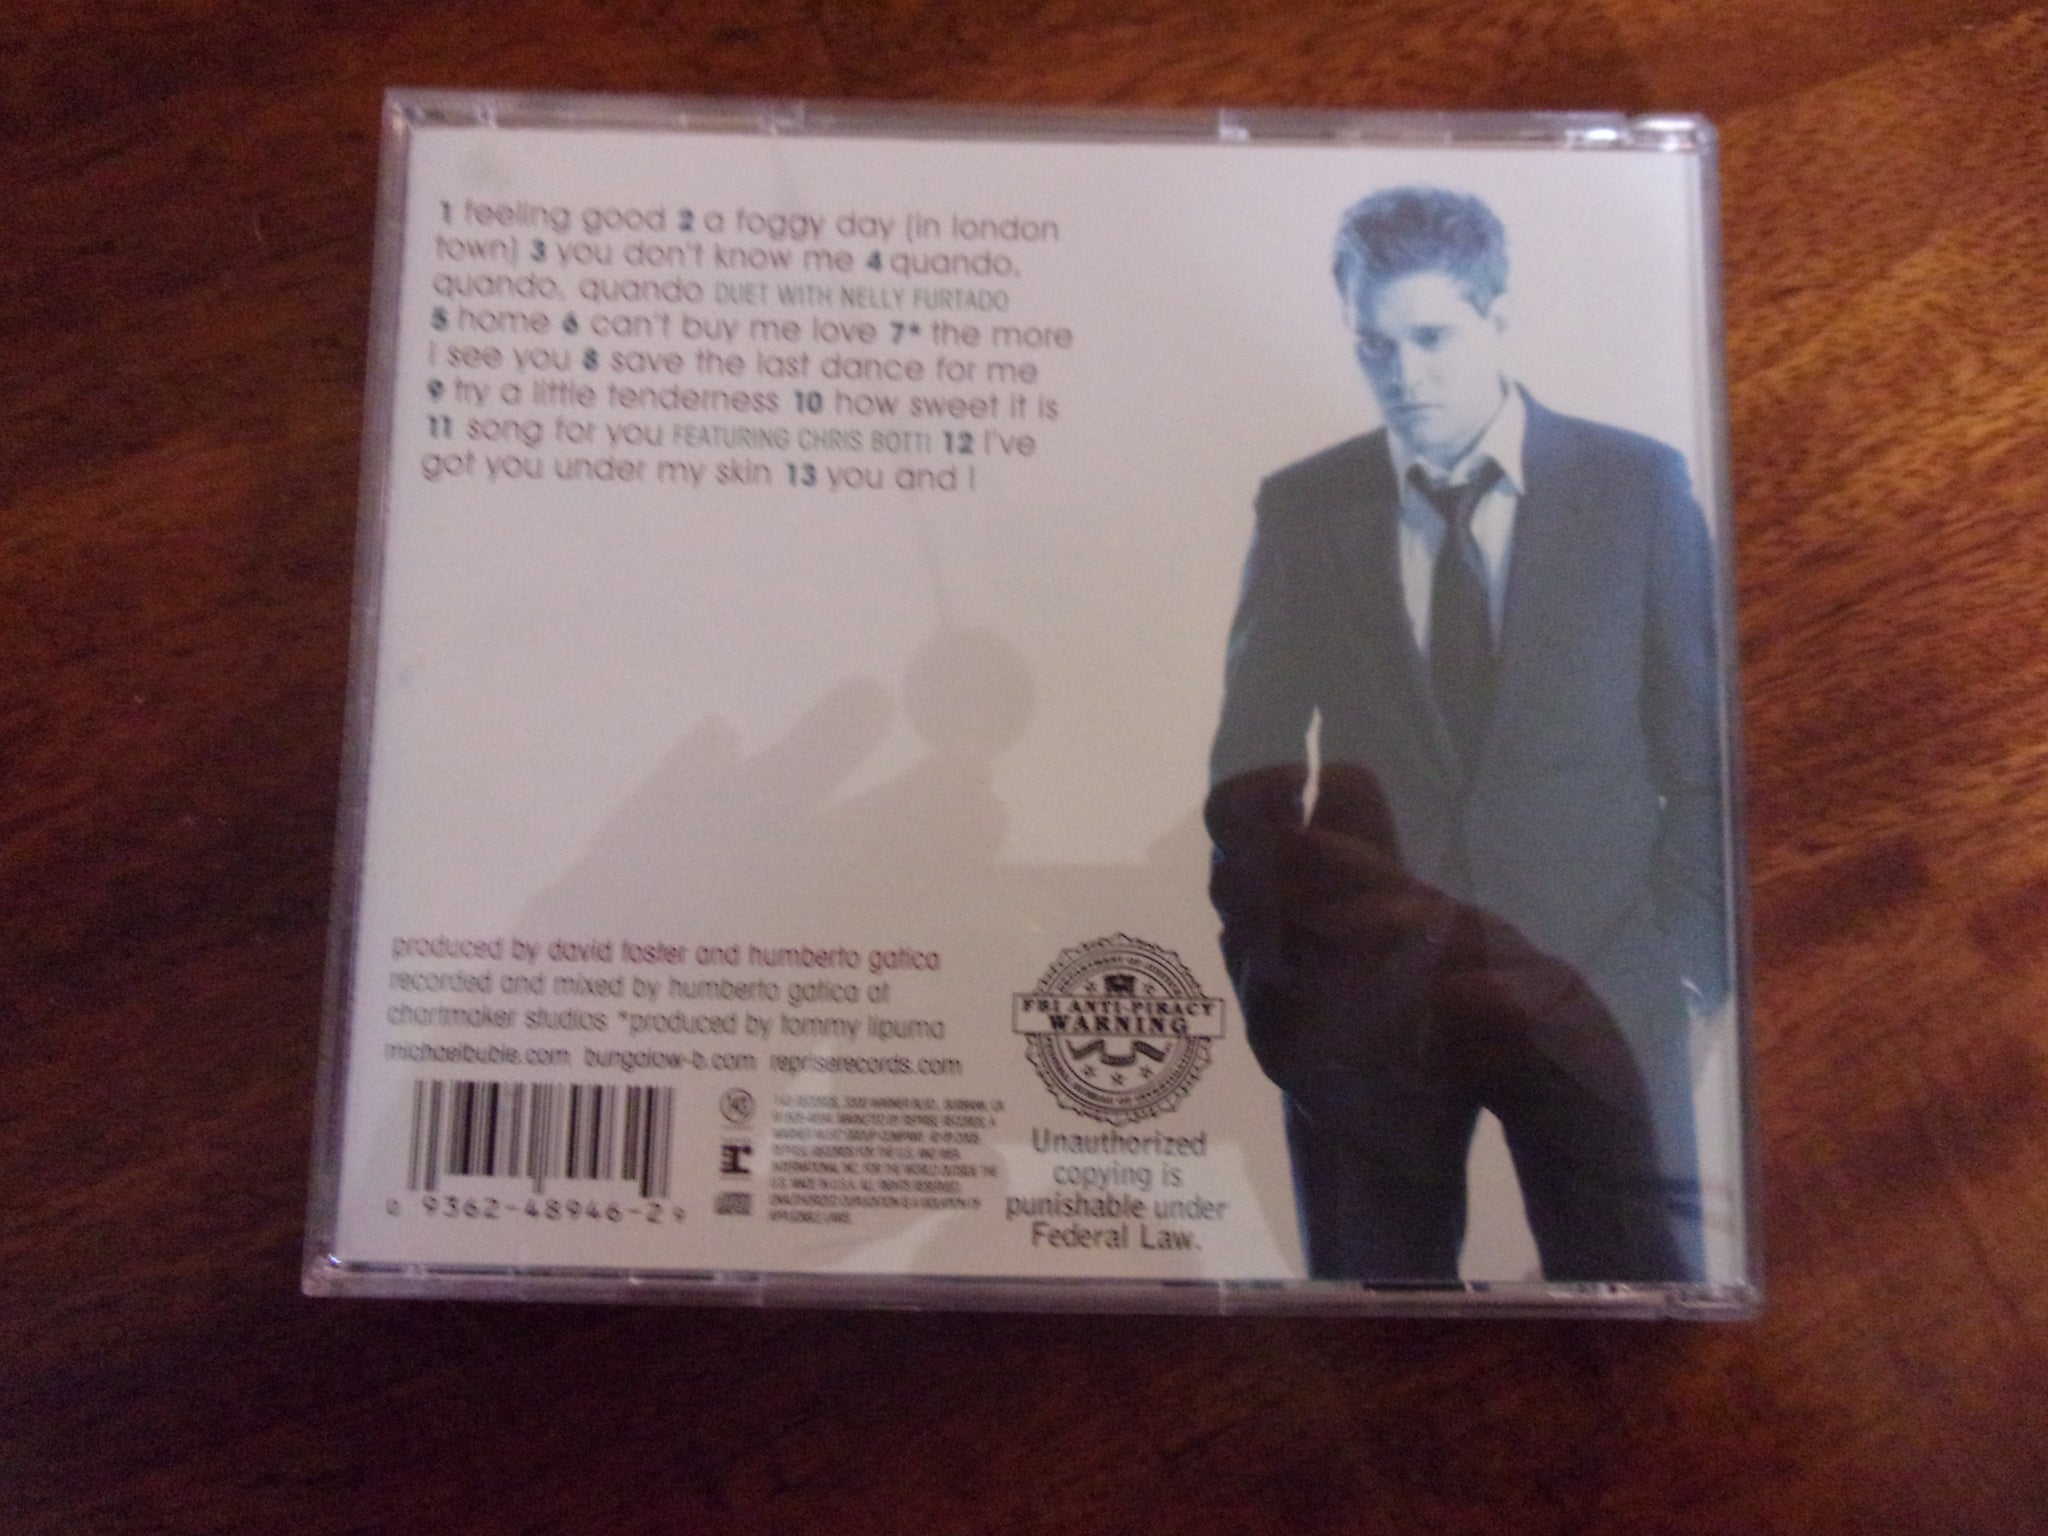 1 feeling good 2 a foggy day (in london
town) 3 you don't know me 4 quando,
quando, quando DUET WITH NELLY FURTADO
5 home 6 can't buy me love 7* the more
I see you 8 save the last dance for me
9 try a little tenderness 10 how sweet it is
11 song for you FEATURING CHRIS BOTTI 12 I've
got you under my skin 13 you and I
produced by david foster and humberto gatica
recorded and mixed by humberto gatica at
chartmaker studios *produced by tommy lipuma
michaelbuble.com bungalow-b.com repriserecords.com
0 9362-48946-2 9
143
FBI ANTI-PIRACY
WARNING
Unauthorized
copying is
punishable under
Federal Law.